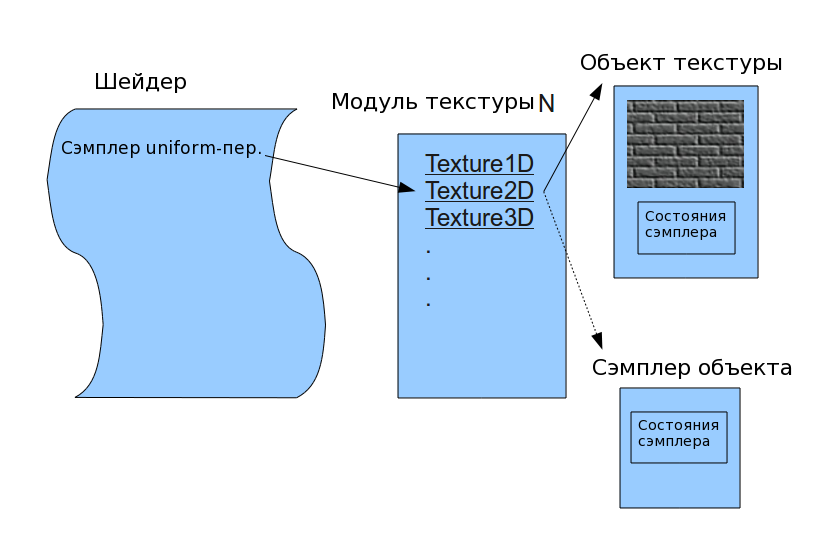 Шейдер
Сэмплер uniform-пер.
Модуль текстуры N
Texture1D
Texture2D
Texture3D
.
.
.
Объект текстуры
Состояния
сэмплера
Сэмплер объекта
Состояния
сэмплера